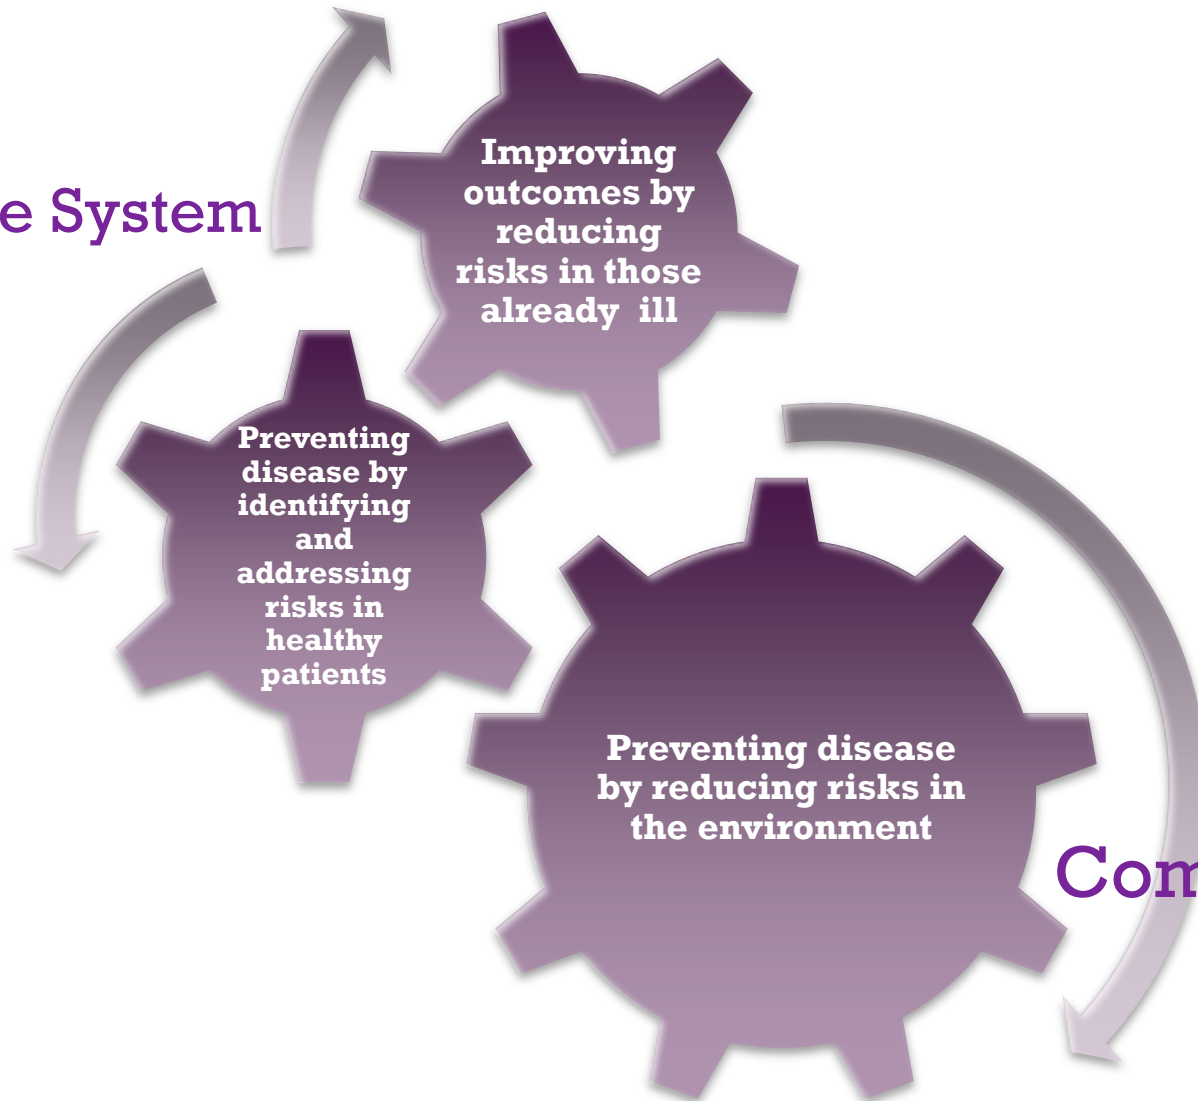 Improving
outcomes by
reducing
risks in those
already ill
e System
Preventing
disease by
identifying
and
addressing
risks in
healthy
patients
Preventing disease
by reducing risks in
the environment
Com